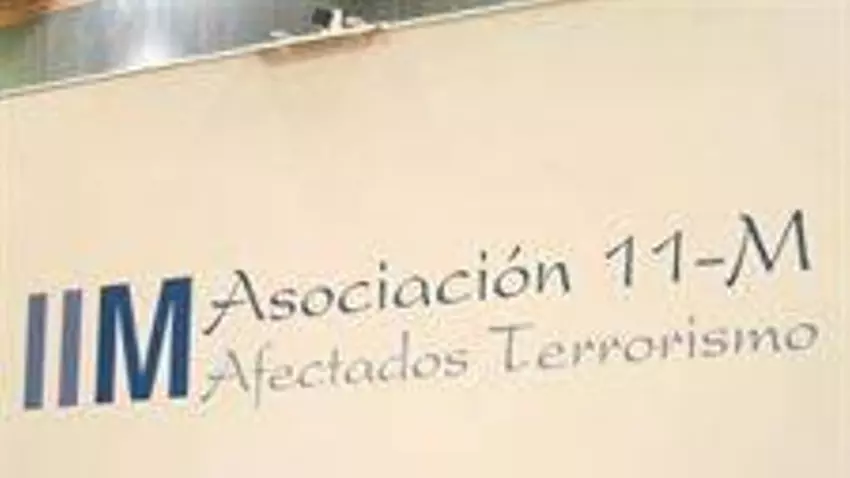 IIM Asociación 11-M
Afectados Terrorismo